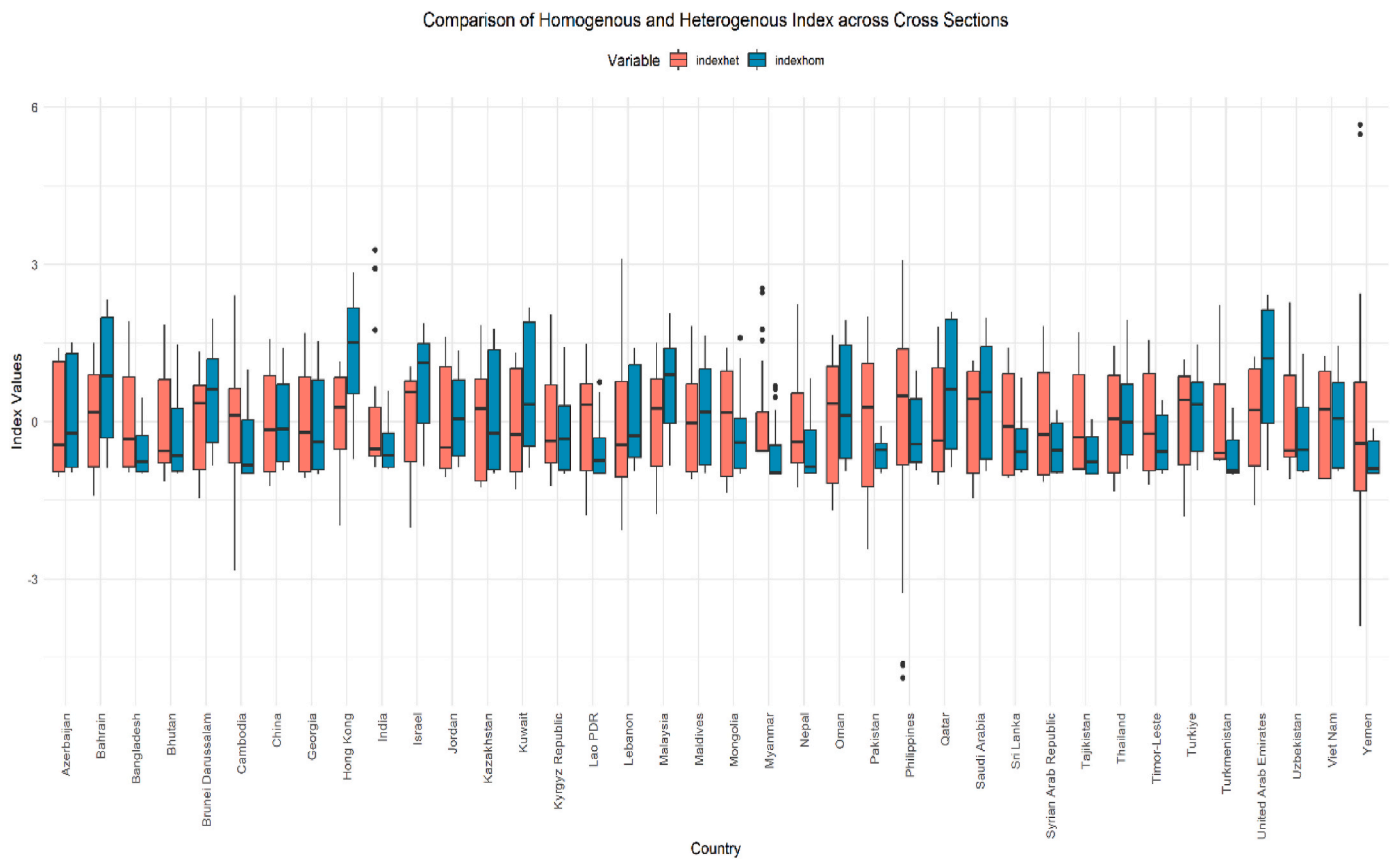 Comparison of Homogenous and Heterogenous Index across Cross Sections
Variable indexhet indexhom
6
3
0
-3
Index Values
Azerbaijan
Bahrain
Bangladesh
Bhutan
Brunei Darussalam
Cambodia
China
Georgia
Hong Kong
India
Israel
Jordan
Kazakhstan
Kuwait
Kyrgyz Republic
Lao PDR
Lebanon
Malaysia
Maldives
Mongolia
Myanmar
Nepal
Oman
Pakistan
Philippines
Qatar
Saudi Arabia
Sri Lanka
Syrian Arab Republic
Tajikistan
Thailand
Timor-Leste
Turkiye
Turkmenistan
United Arab Emirates
Uzbekistan
Viet Nam
Yemen
Country